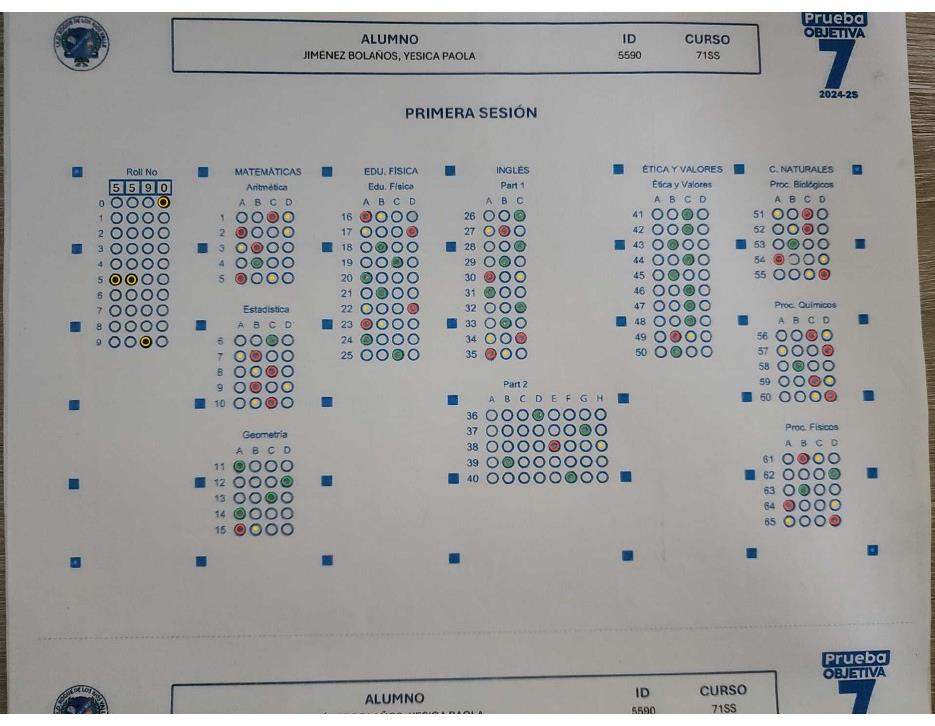 Prueba
OBJETIVA
7
2024-25
ALUMNO ID CURSO
JIMÉNEZ BOLAÑOS, YESICA PAOLA 5590 71SS
PRIMERA SESIÓN
Roll No
5 5 9 0
0
1
2
3
4
5
6
7
8
9
MATEMÁTICAS
Aritmética
A B C D
1
2
3
4
5
Estadística
A B C D
6
7
8
9
10
Geometría
A B C D
11
12
13
14
15
EDU. FÍSICA
Edu. Física
A B C D
16
17
18
19
20
21
22
23
24
25
INGLÉS
Part 1
A B C
26
27
28
29
30
31
32
33
34
35
Part 2
A B C D E F G H
36
37
38
39
40
ÉTICA Y VALORES
Ética y Valores
A B C D
41
42
43
44
45
46
47
48
49
50
C. NATURALES
Proc. Biológicos
A B C D
51
52
53
54
55
Proc. Químicos
A B C D
56
57
58
59
60
Proc. Físicos
A B C D
61
62
63
64
65
Prueba
OBJETIVA
7
ALUMNO ID CURSO
YESICA PAOLA 5590 71SS